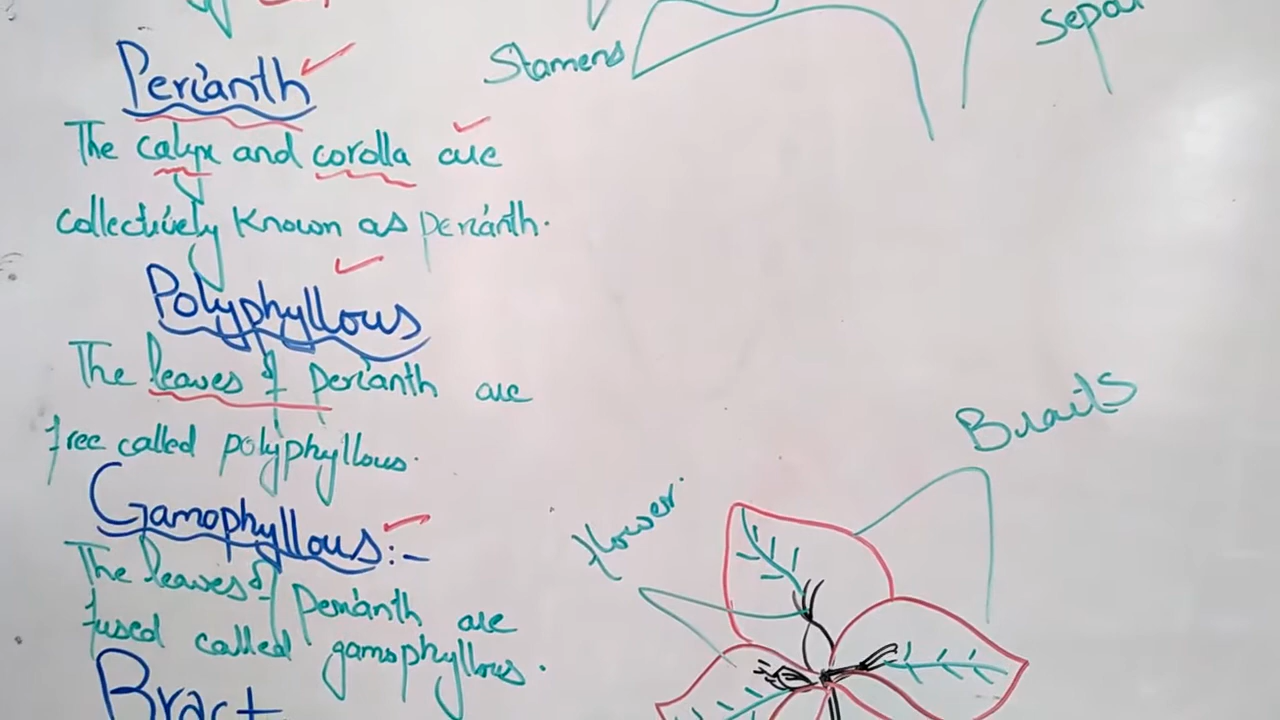 Perianth
The calyx and corolla are
collectively known as perianth.
Polyphyllous
The leaves of perianth are
free called polyphyllous.
Gamophyllous:-
The leaves of perianth are
fused called gamophyllous.
Bract
Stamens
Sepal
Bracts
flower.